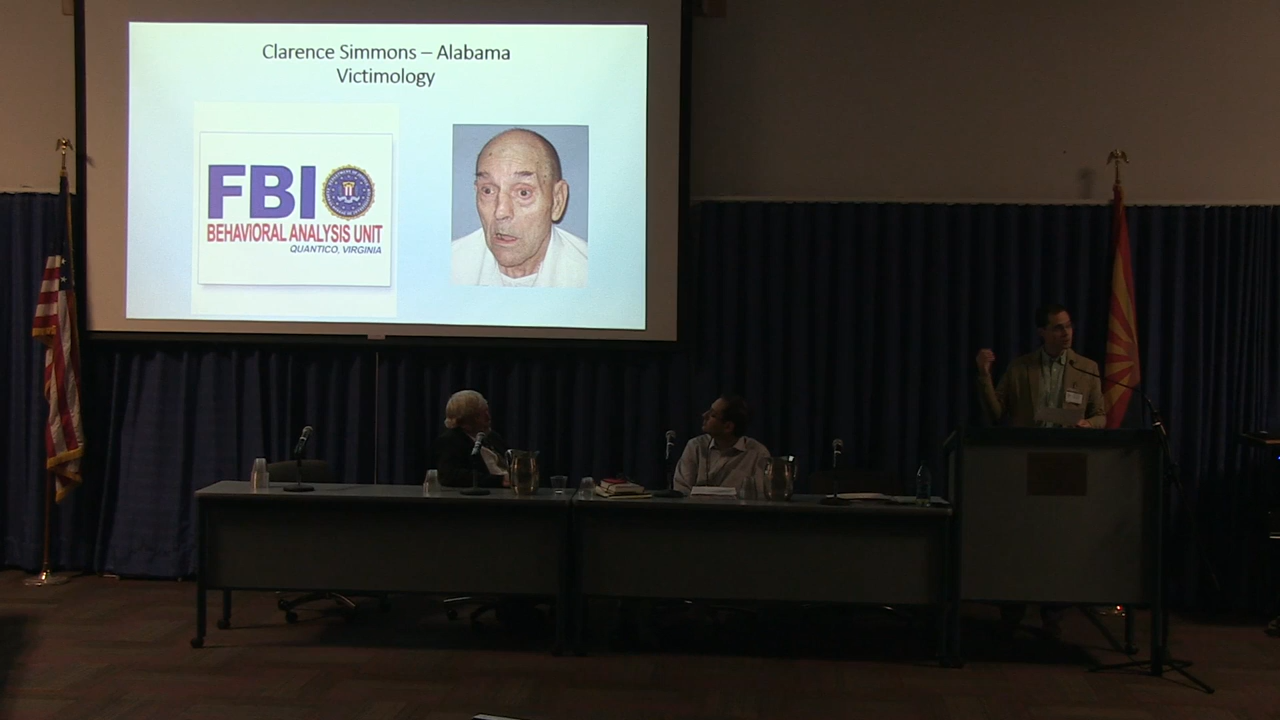 Clarence Simmons – Alabama
Victimology
FBI
BEHAVIORAL ANALYSIS UNIT
QUANTICO, VIRGINIA